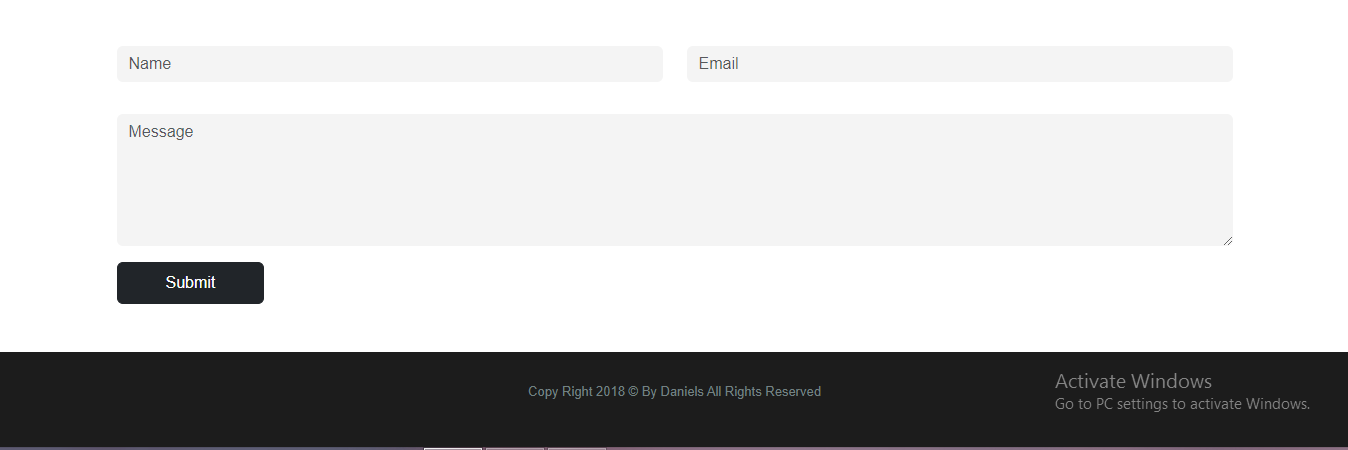 Name
Email
Message
Submit
Copy Right 2018 © By Daniels All Rights Reserved
Activate Windows
Go to PC settings to activate Windows.